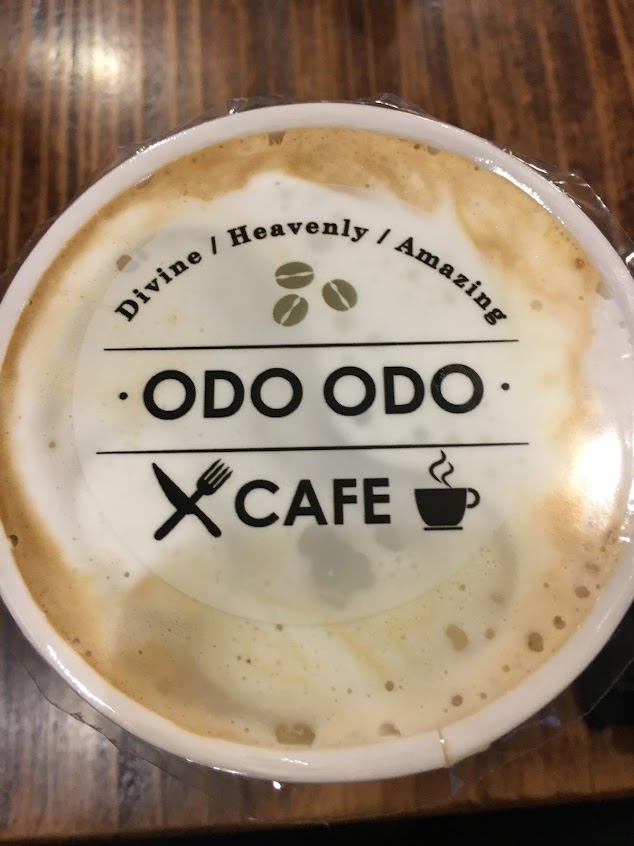 Divine / Heavenly / Amazing
· ODO ODO ·
CAFE